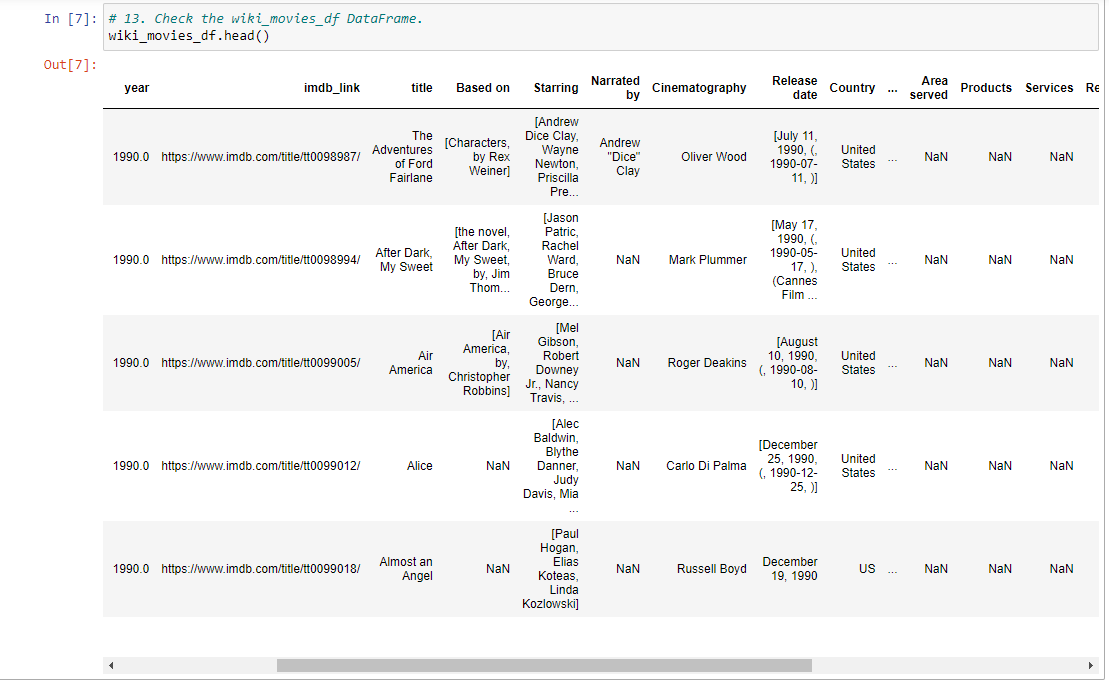 In [7]: # 13. Check the wiki_movies_df DataFrame.
wiki_movies_df.head()
Out[7]:
year imdb_link title Based on Starring Narrated by Cinematography Release date Country ... Area served Products Services Re
1990.0 https://www.imdb.com/title/tt0098987/ The Adventures of Ford Fairlane [Characters, by Rex Weiner] [Andrew Dice Clay, Wayne Newton, Priscilla Pre... Andrew "Dice" Clay Oliver Wood [July 11, 1990, (, 1990-07-11, )] United States ... NaN NaN NaN
1990.0 https://www.imdb.com/title/tt0098994/ After Dark, My Sweet [the novel, After Dark, My Sweet, by, Jim Thom... [Jason Patric, Rachel Ward, Bruce Dern, George... NaN Mark Plummer [May 17, 1990, (, 1990-05-17, ), (Cannes Film ... United States ... NaN NaN NaN
1990.0 https://www.imdb.com/title/tt0099005/ Air America [Air America, by, Christopher Robbins] [Mel Gibson, Robert Downey Jr., Nancy Travis, ... NaN Roger Deakins [August 10, 1990, (, 1990-08-10, )] United States ... NaN NaN NaN
1990.0 https://www.imdb.com/title/tt0099012/ Alice NaN [Alec Baldwin, Blythe Danner, Judy Davis, Mia ... NaN Carlo Di Palma [December 25, 1990, (, 1990-12-25, )] United States ... NaN NaN NaN
1990.0 https://www.imdb.com/title/tt0099018/ Almost an Angel NaN [Paul Hogan, Elias Koteas, Linda Kozlowski] NaN Russell Boyd December 19, 1990 US ... NaN NaN NaN